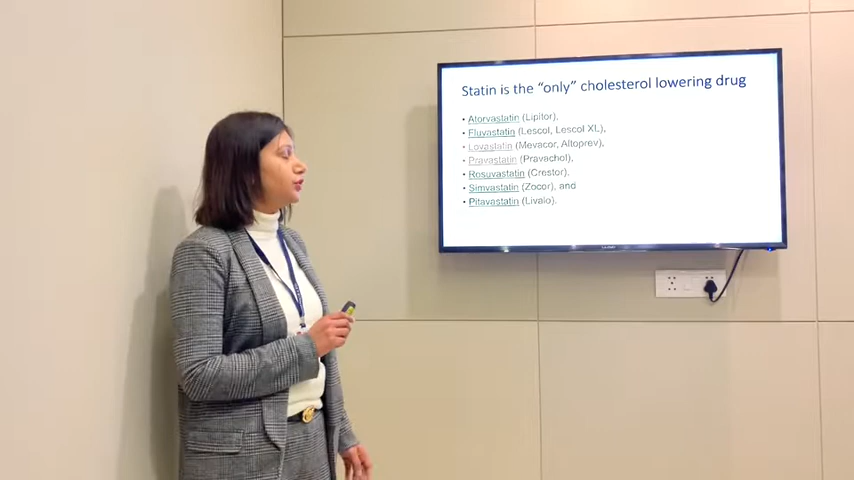 Statin is the “only” cholesterol lowering drug
• Atorvastatin (Lipitor),
• Fluvastatin (Lescol, Lescol XL),
• Lovastatin (Mevacor, Altoprev),
• Pravastatin (Pravachol),
• Rosuvastatin (Crestor),
• Simvastatin (Zocor), and
• Pitavastatin (Livalo).